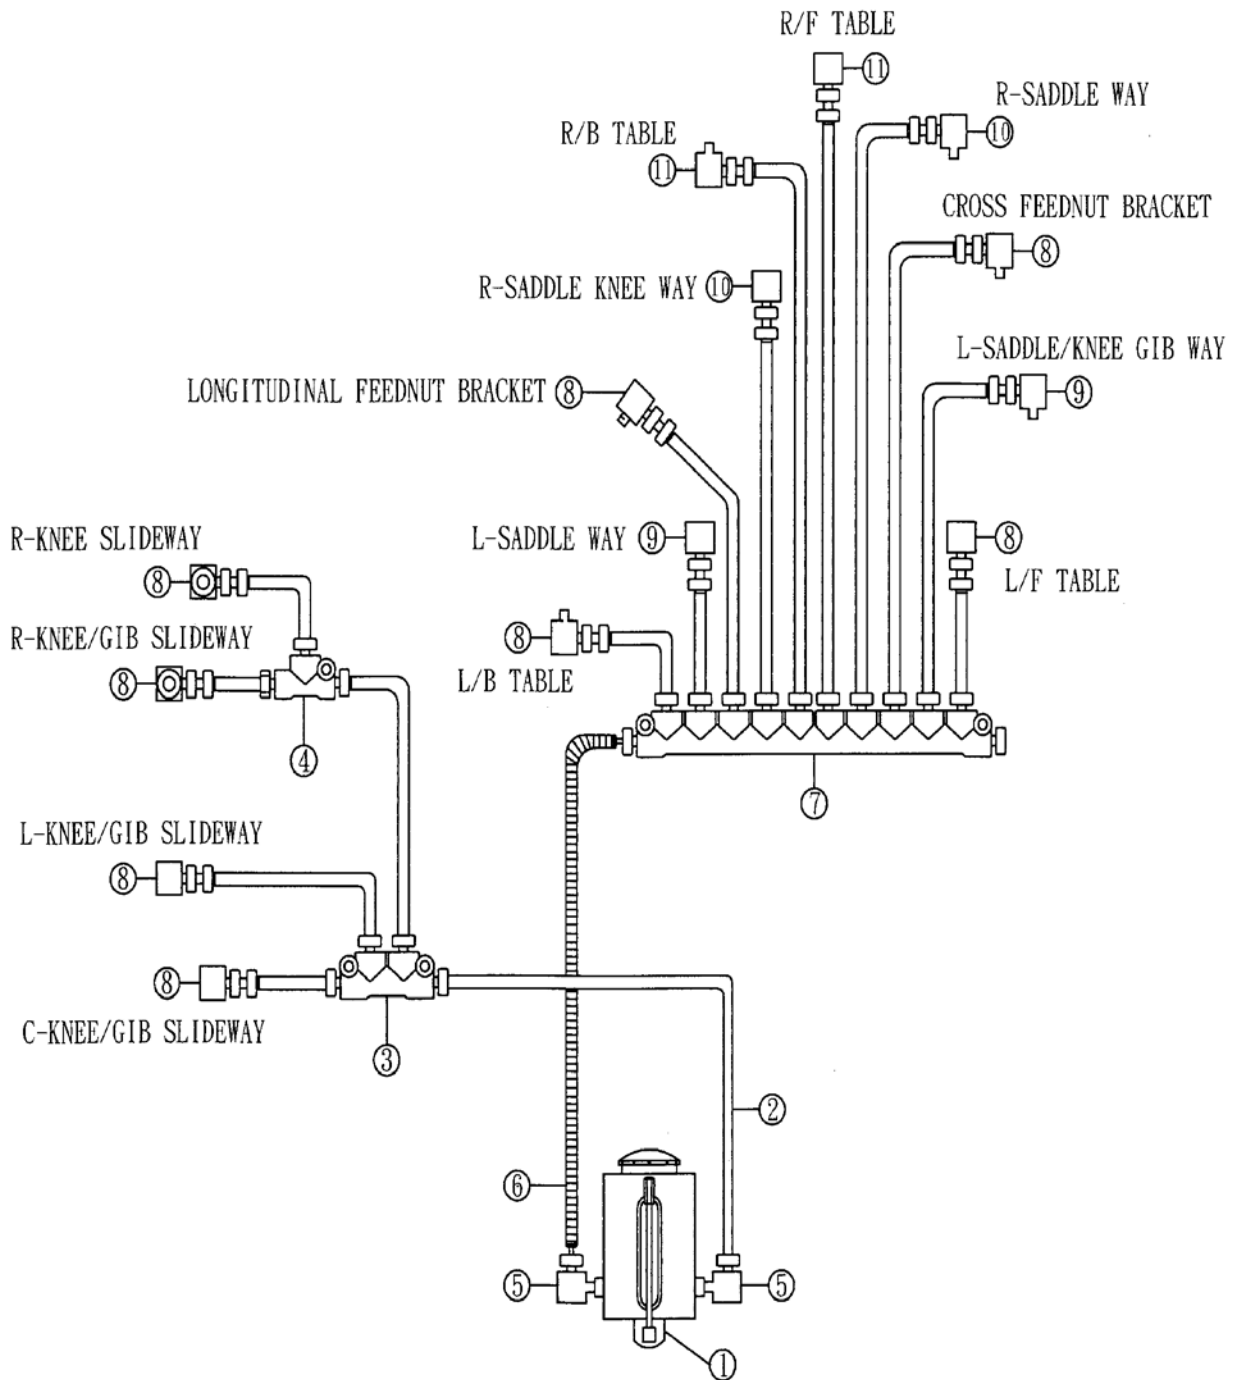 R/F TABLE
11
R-SADDLE WAY
10
R/B TABLE
11
CROSS FEEDNUT BRACKET
8
R-SADDLE KNEE WAY 10
L-SADDLE/KNEE GIB WAY
9
LONGITUDINAL FEEDNUT BRACKET 8
R-KNEE SLIDEWAY
8
L-SADDLE WAY 9
8
L/F TABLE
R-KNEE/GIB SLIDEWAY
8
8
L/B TABLE
4
7
L-KNEE/GIB SLIDEWAY
8
8
C-KNEE/GIB SLIDEWAY
3
2
6
5
5
1